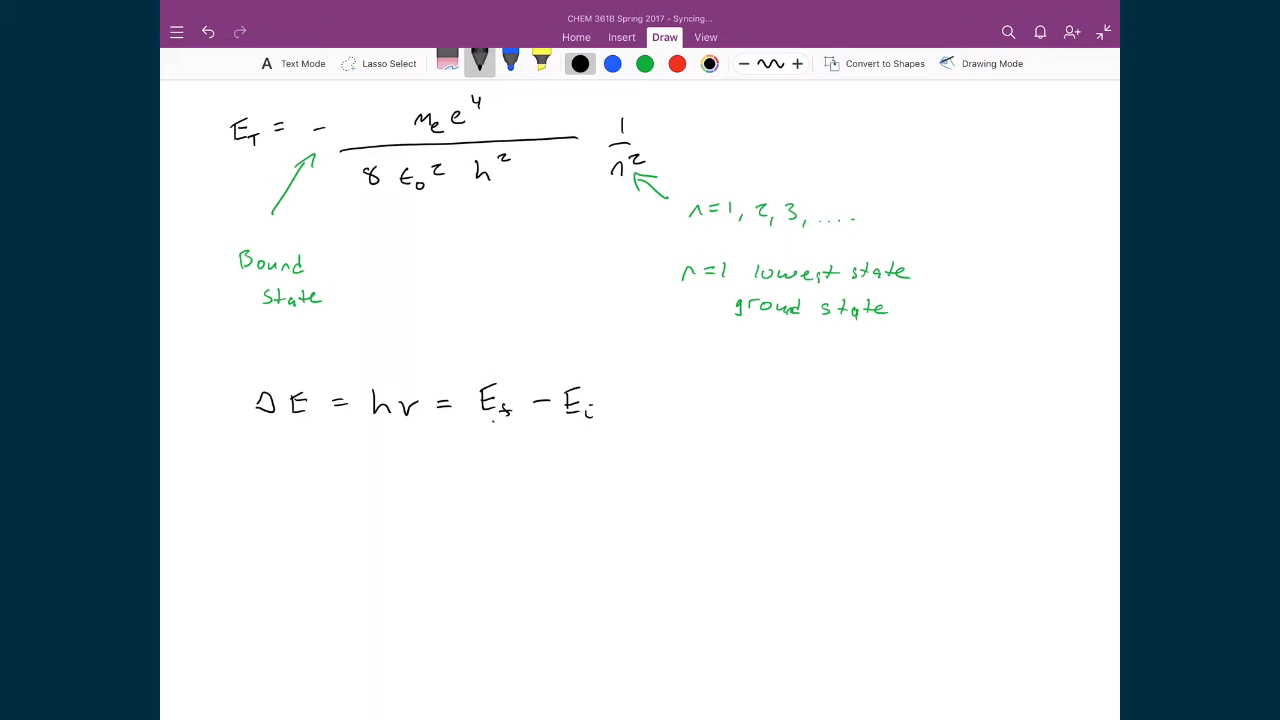 CHEM 361B Spring 2017 - Syncing...
Home Insert Draw View
Text Mode Lasso Select Convert to Shapes Drawing Mode
E_T = - \frac{m_e e^4}{8 ε_0^2 h^2} \frac{1}{n^2}
n=1, 2, 3, ....
Bound
state
n=1 lowest state
ground state
ΔE = hν = E_f - E_i